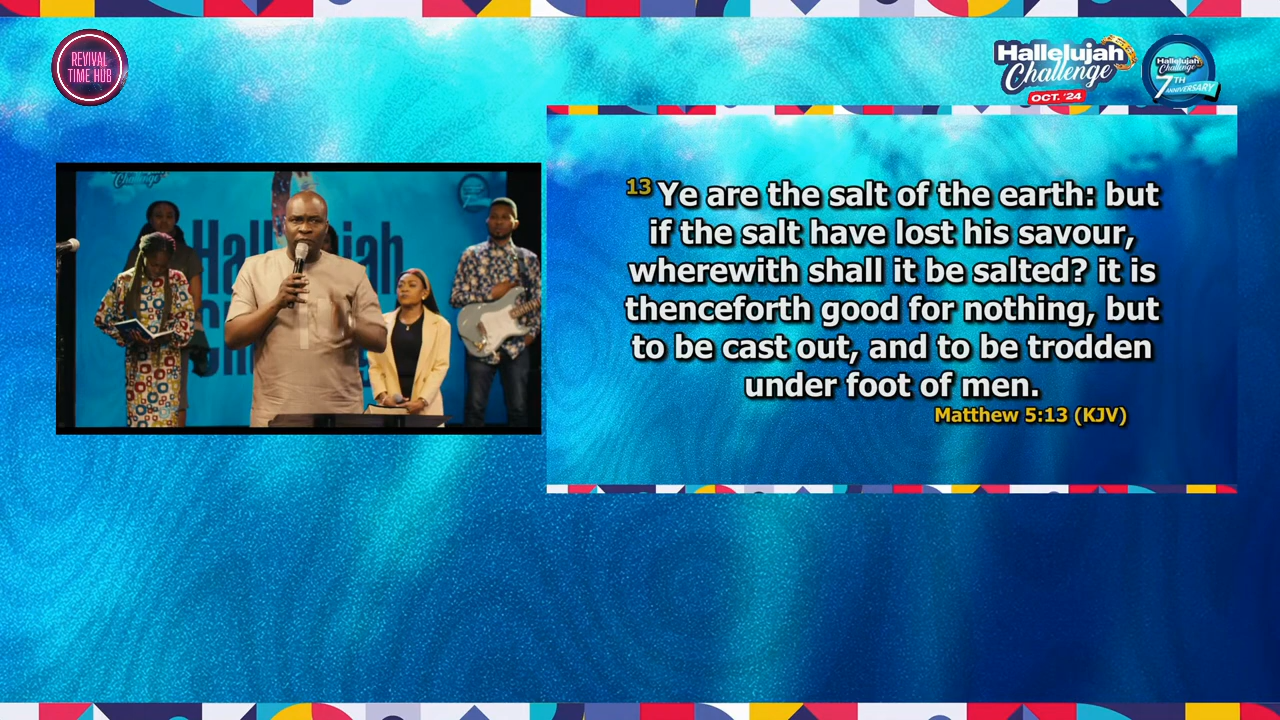 REVIVAL
TIME HUB
Hallelujah
Challenge
OCT. '24
Hallelujah
Challenge
7TH
ANNIVERSARY
13 Ye are the salt of the earth: but
if the salt have lost his savour,
wherewith shall it be salted? it is
thenceforth good for nothing, but
to be cast out, and to be trodden
under foot of men.
Matthew 5:13 (KJV)
Challenge